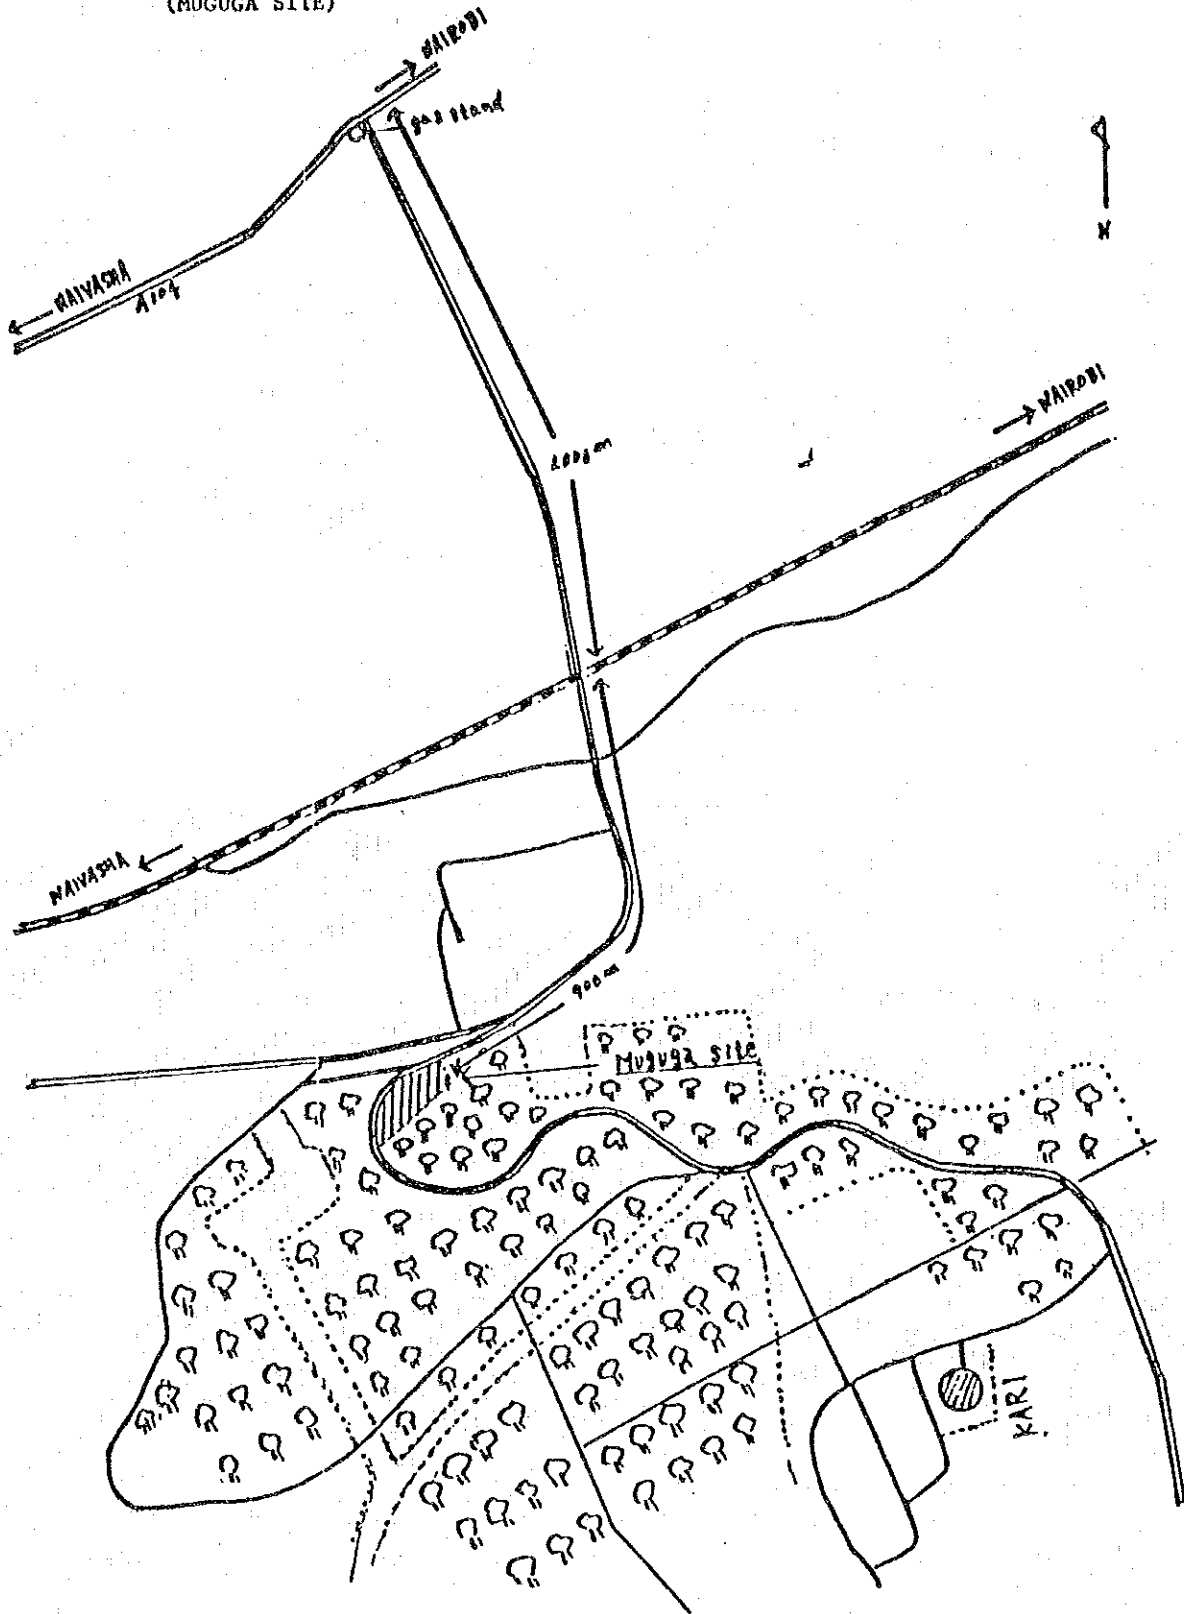 (MUGUGA SITE)
NAIROBI
gas stand
N
NAIVASHA
A104
NAIROBI
NAIVASHA
900m
Muguga site
KARI